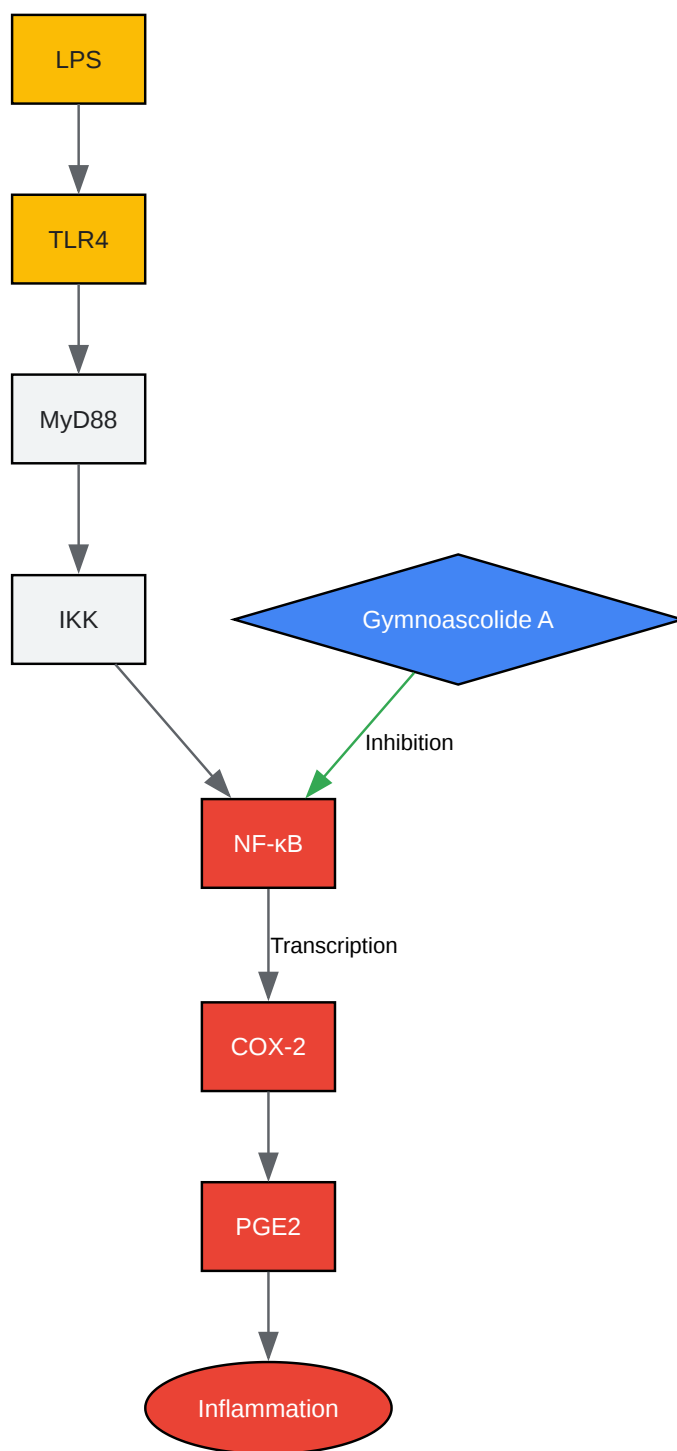 LPS
TLR4
MyD88
IKK
Gymnoascolide A
Inhibition
NF-κB
Transcription
COX-2
PGE2
Inflammation